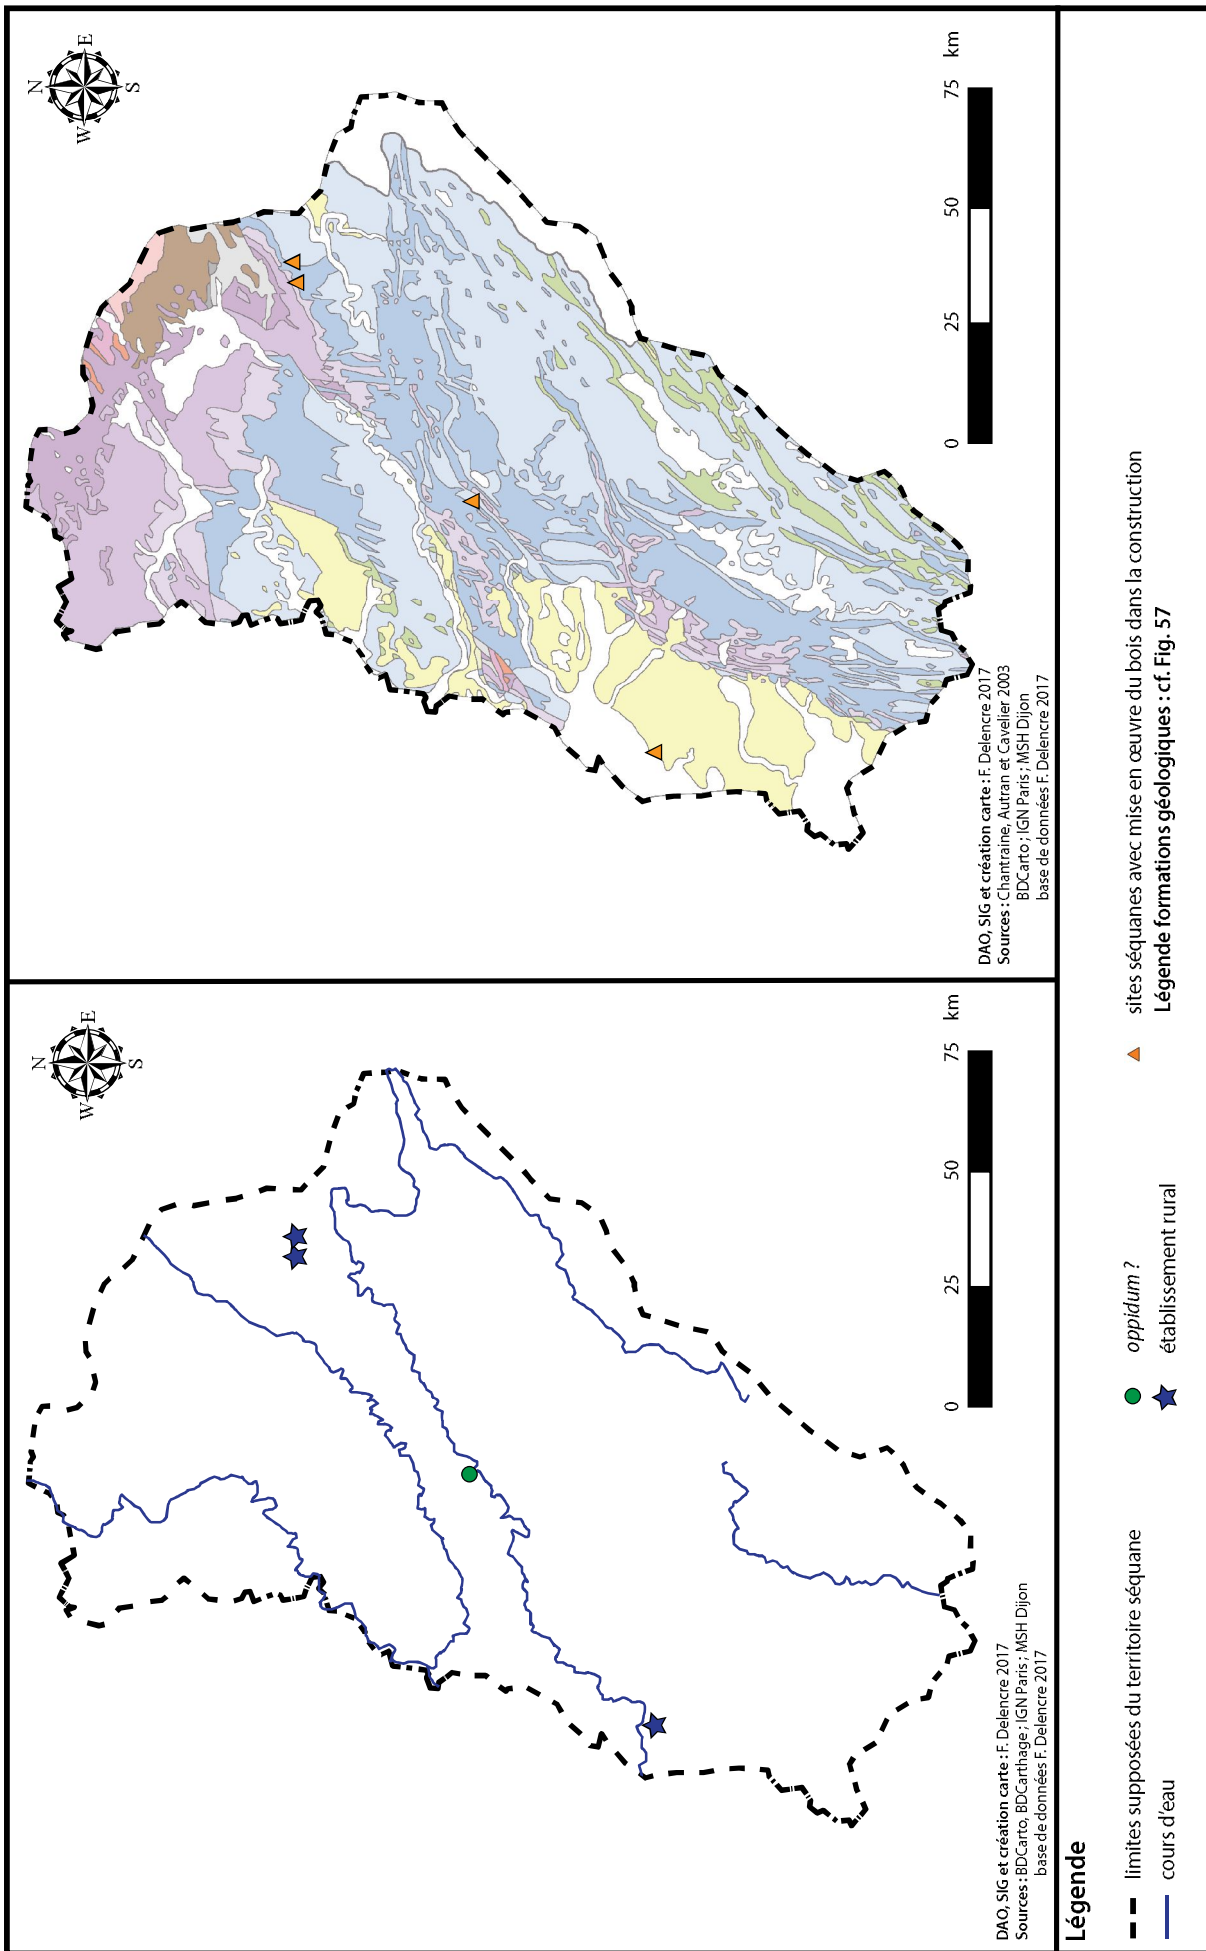 N
W
E
S
0
25
50
75
km
DAO, SIG et création carte : F. Delencre 2017
Sources : BDCarto, BDCarthage ; IGN Paris ; MSH Dijon
base de données F. Delencre 2017
N
W
E
S
0
25
50
75
km
DAO, SIG et création carte : F. Delencre 2017
Sources : Chantraine, Autran et Cavelier 2003
BDCarto ; IGN Paris ; MSH Dijon
base de données F. Delencre 2017
Légende
limites supposées du territoire séquane
cours d'eau
oppidum ?
établissement rural
sites séquanes avec mise en œuvre du bois dans la construction
Légende formations géologiques : cf. Fig. 57